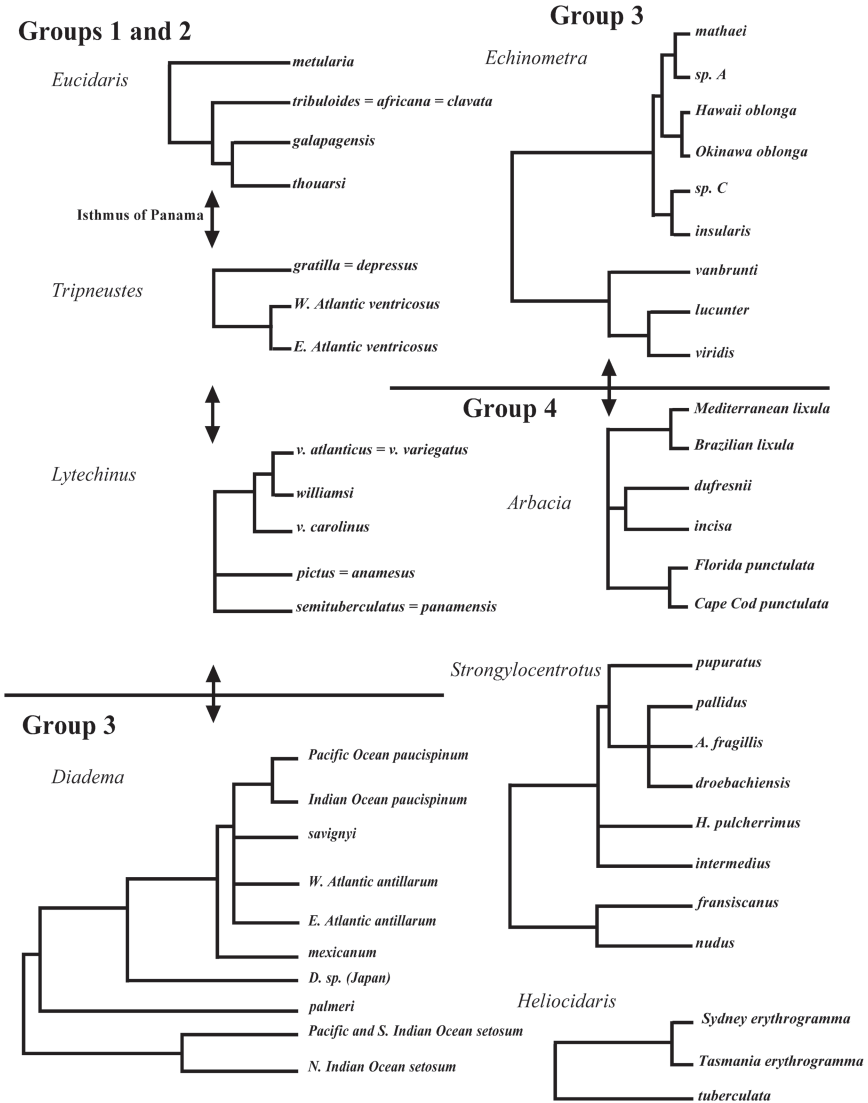 Groups 1 and 2
Eucidaris
metularia
tribuloides = africana = clavata
galapagensis
thouarsi
Isthmus of Panama
Tripneustes
gratilla = depressus
W. Atlantic ventricosus
E. Atlantic ventricosus
Lytechinus
v. atlanticus = v. variegatus
williamsi
v. carolinus
pictus = anamesus
semituberculatus = panamensis
Group 3
Diadema
Pacific Ocean paucispinum
Indian Ocean paucispinum
savignyi
W. Atlantic antillarum
E. Atlantic antillarum
mexicanum
D. sp. (Japan)
palmeri
Pacific and S. Indian Ocean setosum
N. Indian Ocean setosum
Group 3
Echinometra
mathaei
sp. A
Hawaii oblonga
Okinawa oblonga
sp. C
insularis
vanbrunti
lucunter
viridis
Group 4
Arbacia
Mediterranean lixula
Brazilian lixula
dufresnii
incisa
Florida punctulata
Cape Cod punctulata
Strongylocentrotus
pupuratus
pallidus
A. fragillis
droebachiensis
H. pulcherrimus
intermedius
fransiscanus
nudus
Heliocidaris
Sydney erythrogramma
Tasmania erythrogramma
tuberculata